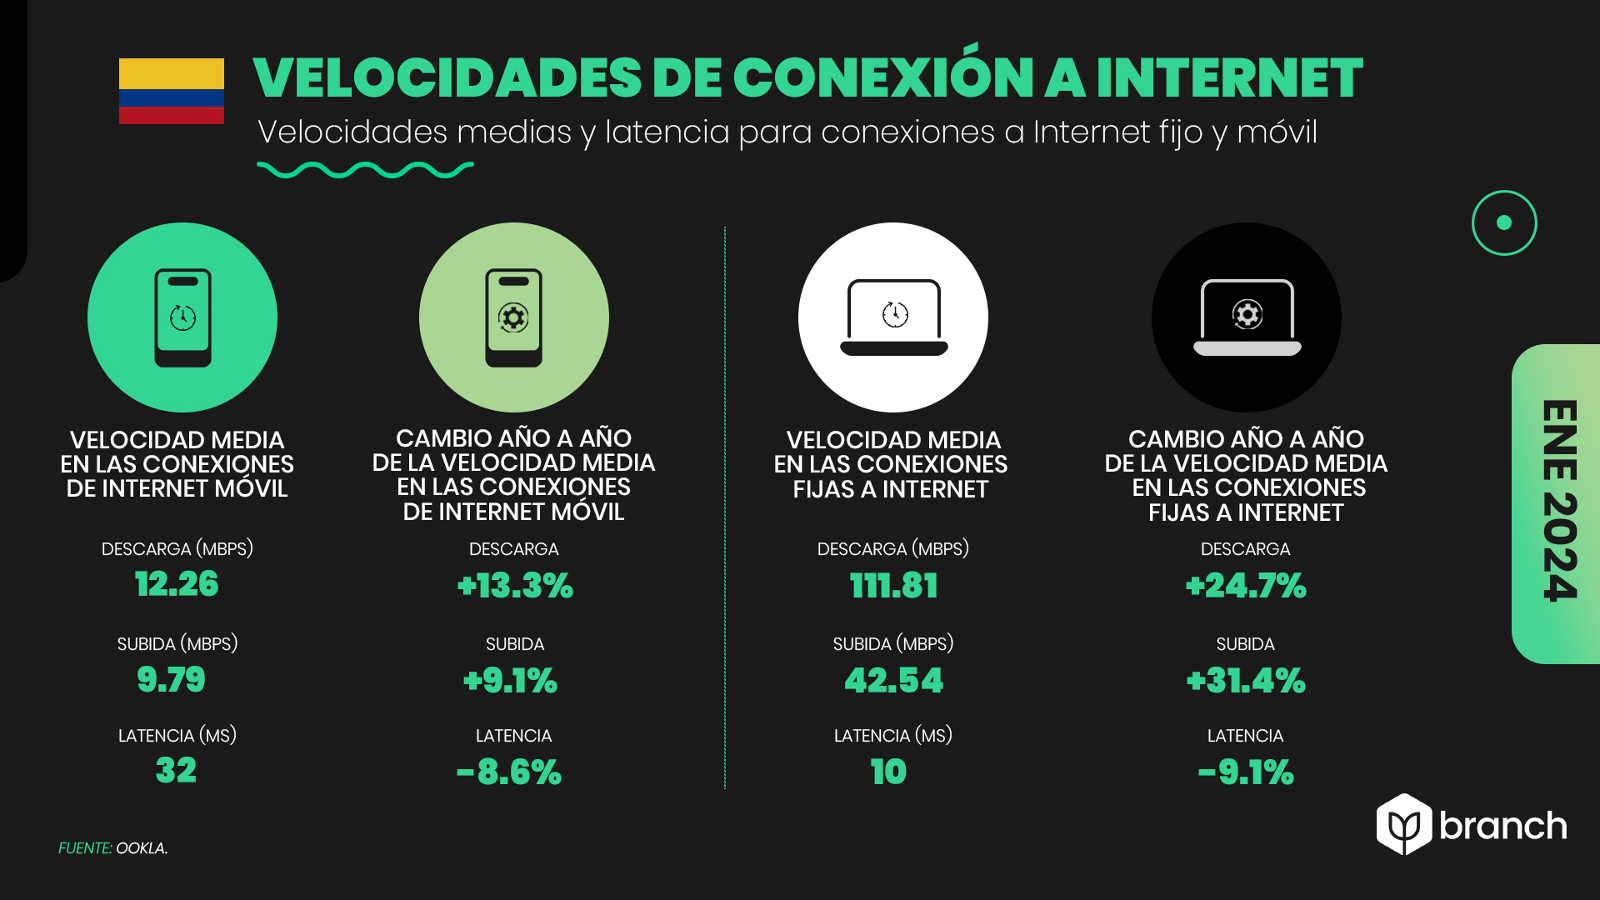 VELOCIDADES DE CONEXIÓN A INTERNET
Velocidades medias y latencia para conexiones a Internet fijo y móvil
VELOCIDAD MEDIA
EN LAS CONEXIONES
DE INTERNET MÓVIL
DESCARGA (MBPS)
12.26
SUBIDA (MBPS)
9.79
LATENCIA (MS)
32
CAMBIO AÑO A AÑO
DE LA VELOCIDAD MEDIA
EN LAS CONEXIONES
DE INTERNET MÓVIL
DESCARGA
+13.3%
SUBIDA
+9.1%
LATENCIA
-8.6%
VELOCIDAD MEDIA
EN LAS CONEXIONES
FIJAS A INTERNET
DESCARGA (MBPS)
111.81
SUBIDA (MBPS)
42.54
LATENCIA (MS)
10
CAMBIO AÑO A AÑO
DE LA VELOCIDAD MEDIA
EN LAS CONEXIONES
FIJAS A INTERNET
DESCARGA
+24.7%
SUBIDA
+31.4%
LATENCIA
-9.1%
ENE 2024
FUENTE: OOKLA.
branch